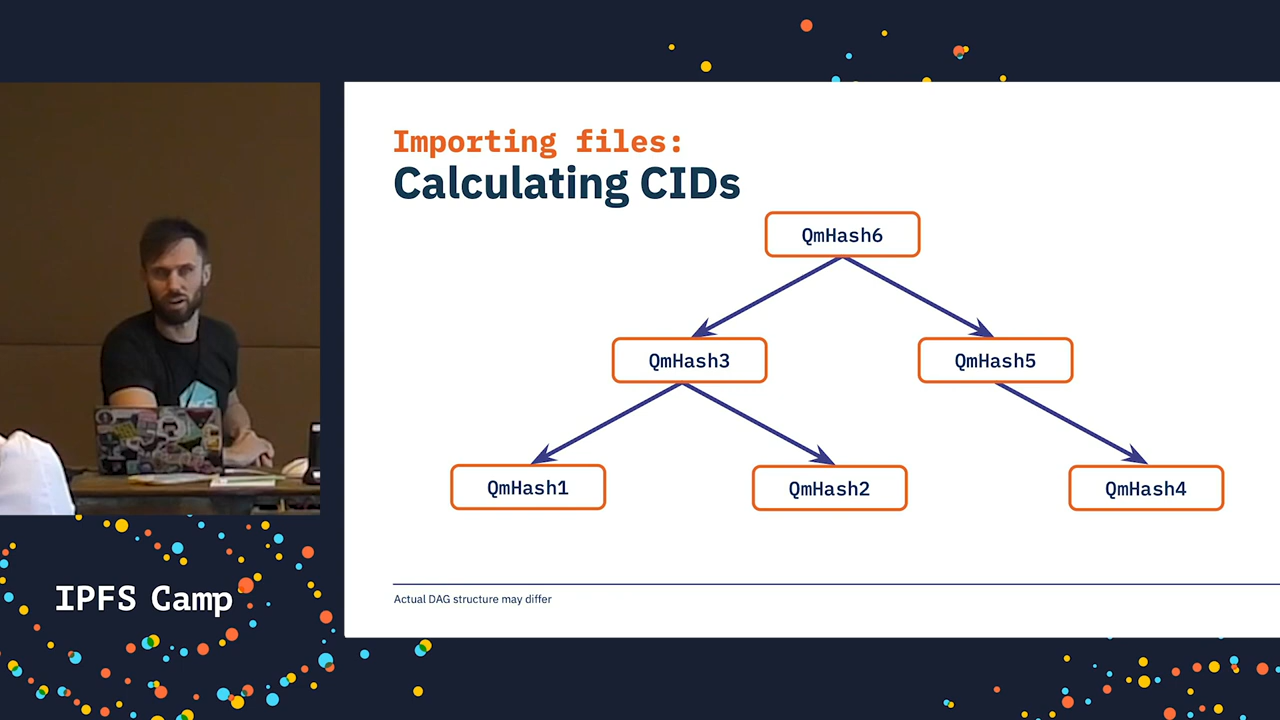 Importing files:
Calculating CIDs
QmHash6
QmHash3
QmHash5
QmHash1
QmHash2
QmHash4
Actual DAG structure may differ
IPFS Camp